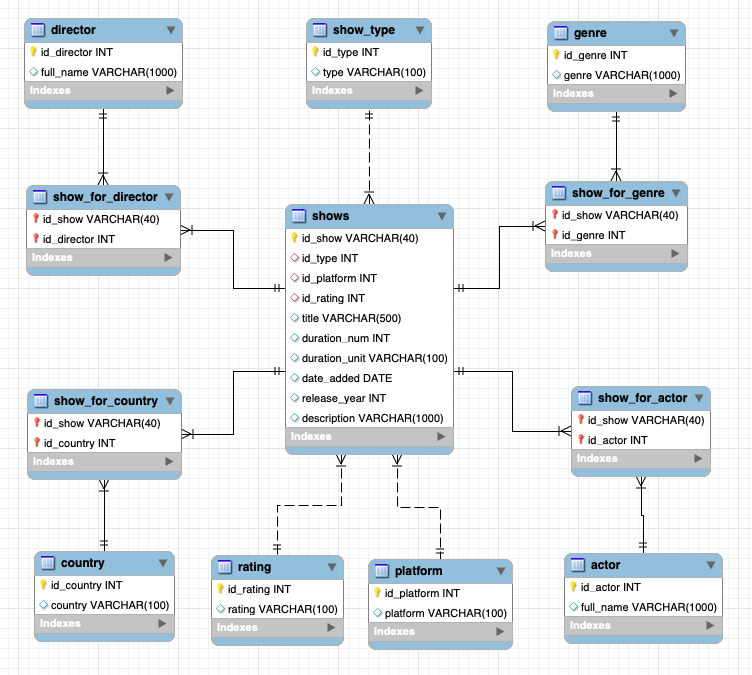 director
id_director INT
full_name VARCHAR(1000)
Indexes
show_type
id_type INT
type VARCHAR(100)
Indexes
genre
id_genre INT
genre VARCHAR(1000)
Indexes
show_for_director
id_show VARCHAR(40)
id_director INT
Indexes
shows
id_show VARCHAR(40)
id_type INT
id_platform INT
id_rating INT
title VARCHAR(500)
duration_num INT
duration_unit VARCHAR(100)
date_added DATE
release_year INT
description VARCHAR(1000)
Indexes
show_for_genre
id_show VARCHAR(40)
id_genre INT
Indexes
show_for_country
id_show VARCHAR(40)
id_country INT
Indexes
show_for_actor
id_show VARCHAR(40)
id_actor INT
Indexes
country
id_country INT
country VARCHAR(100)
Indexes
rating
id_rating INT
rating VARCHAR(100)
Indexes
platform
id_platform INT
platform VARCHAR(100)
Indexes
actor
id_actor INT
full_name VARCHAR(1000)
Indexes